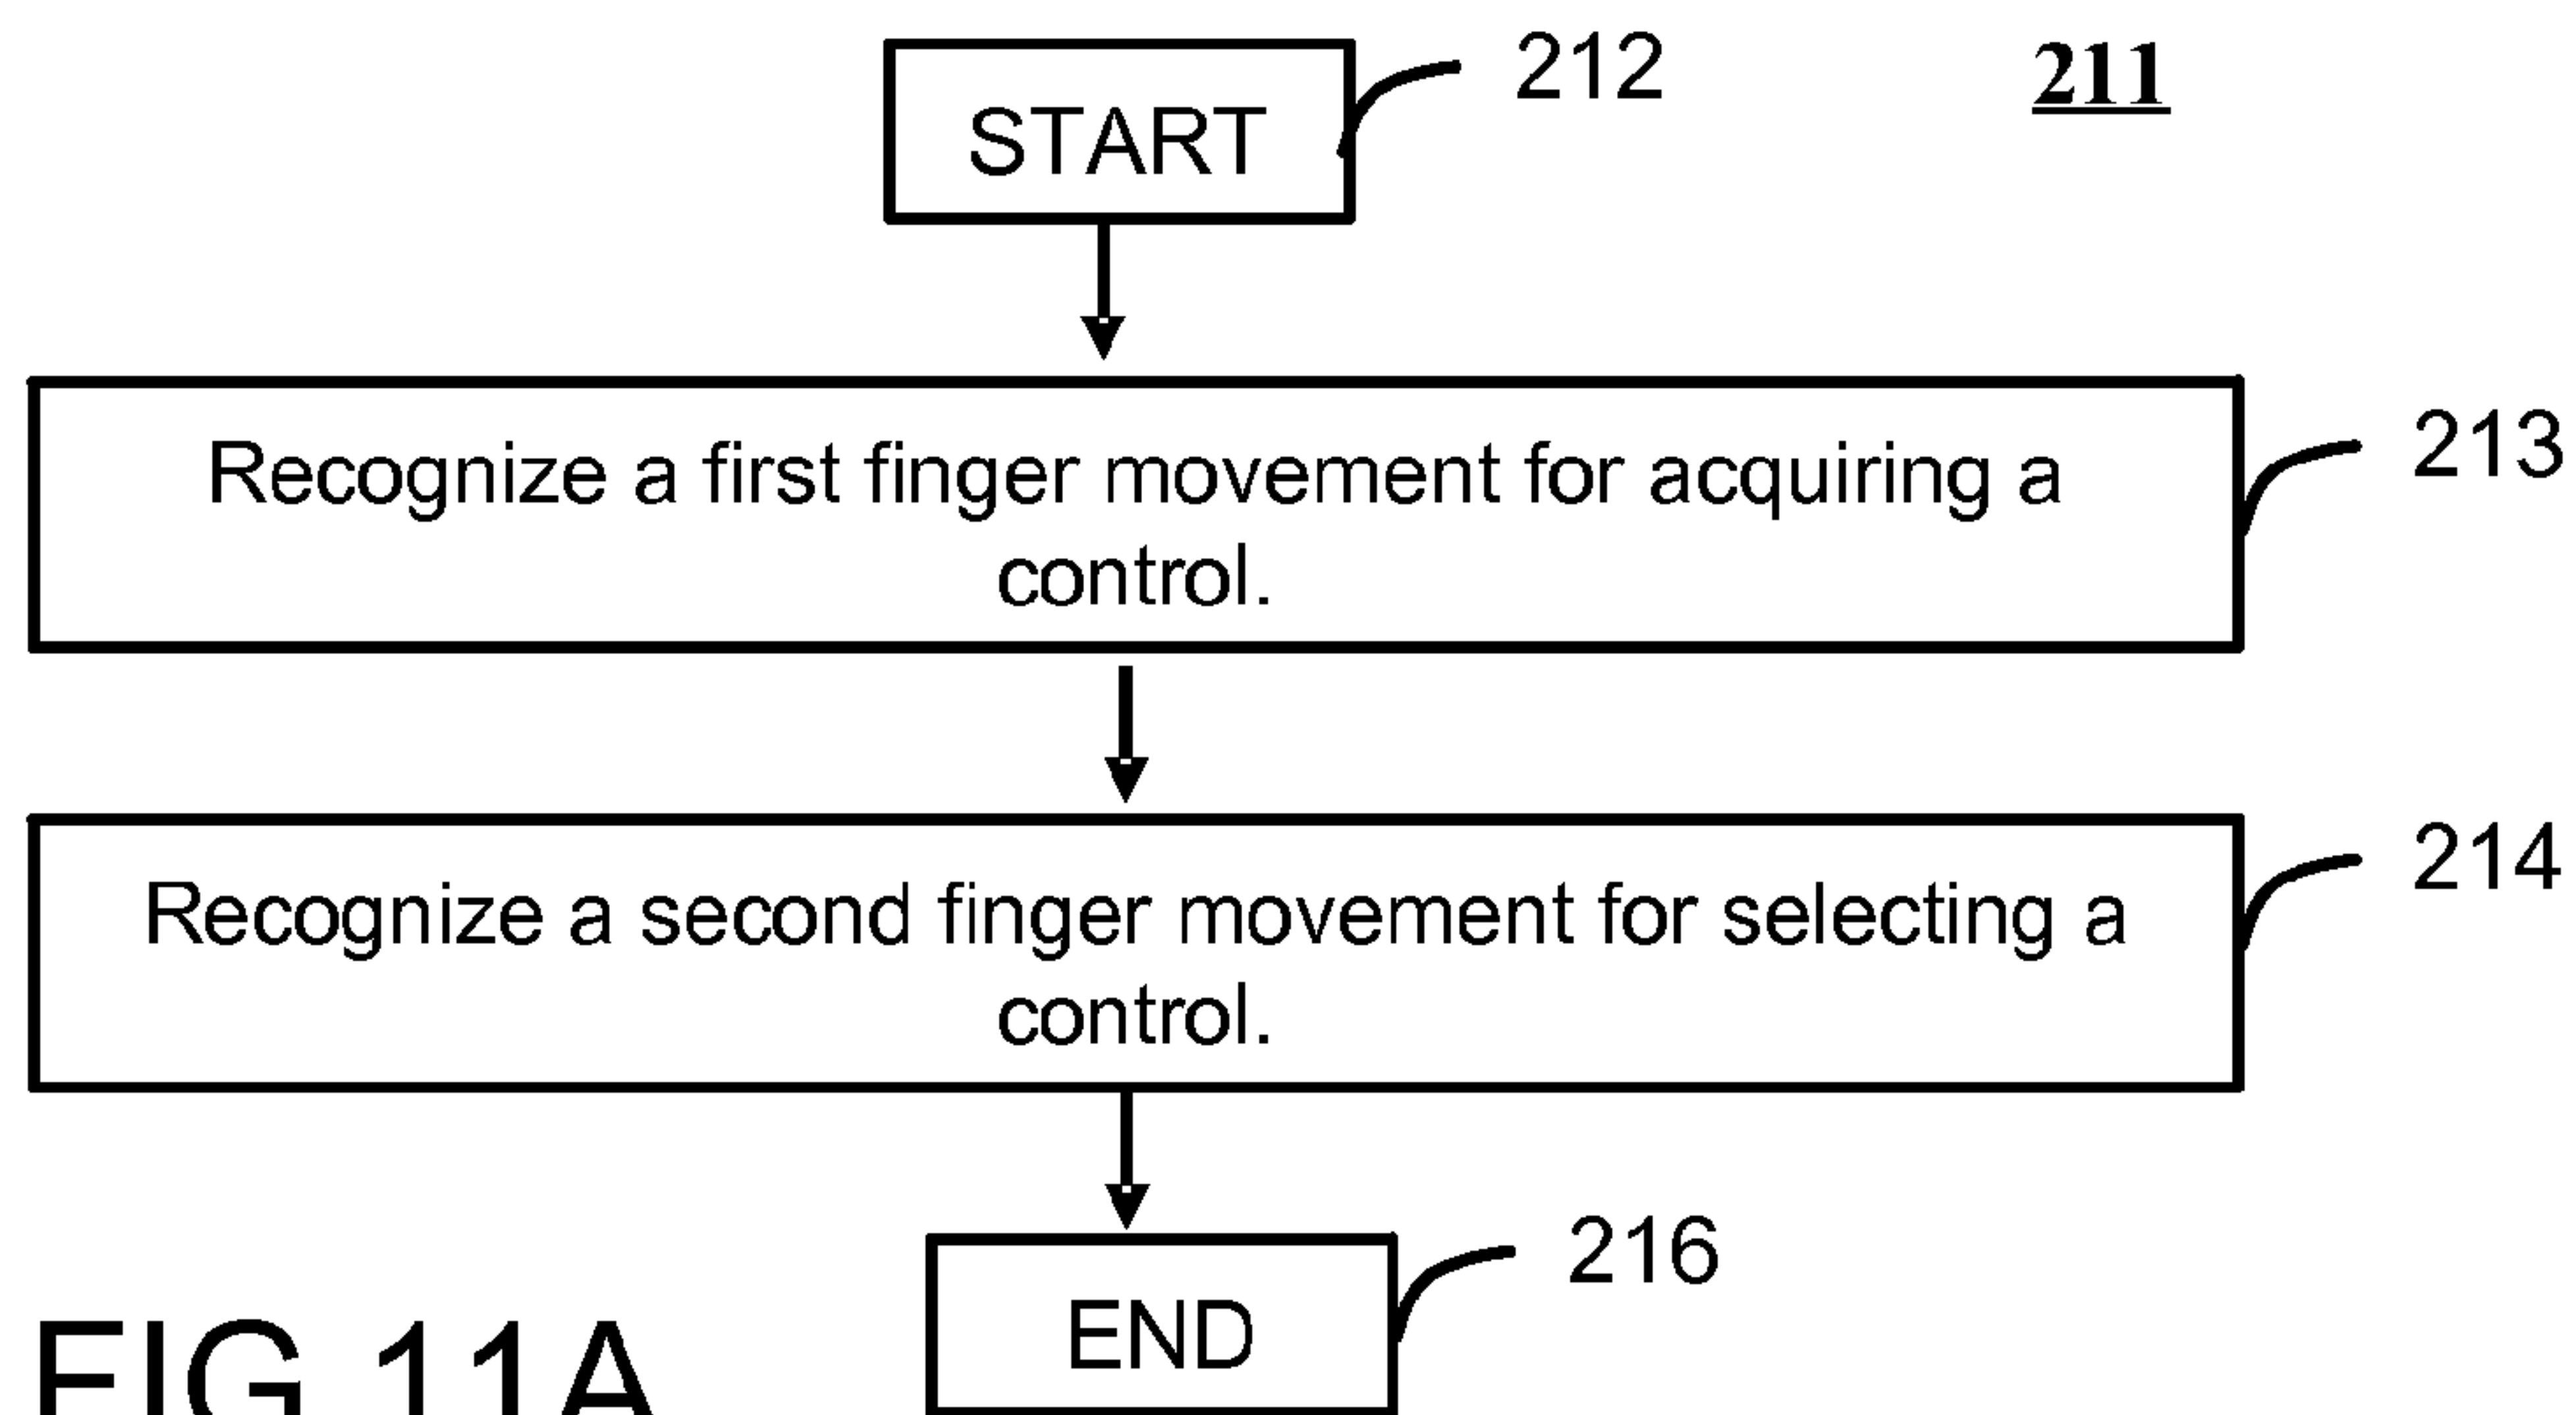 START
212
211
Recognize a first finger movement for acquiring a
control.
213
Recognize a second finger movement for selecting a
control.
214
END
216
FIG 11A